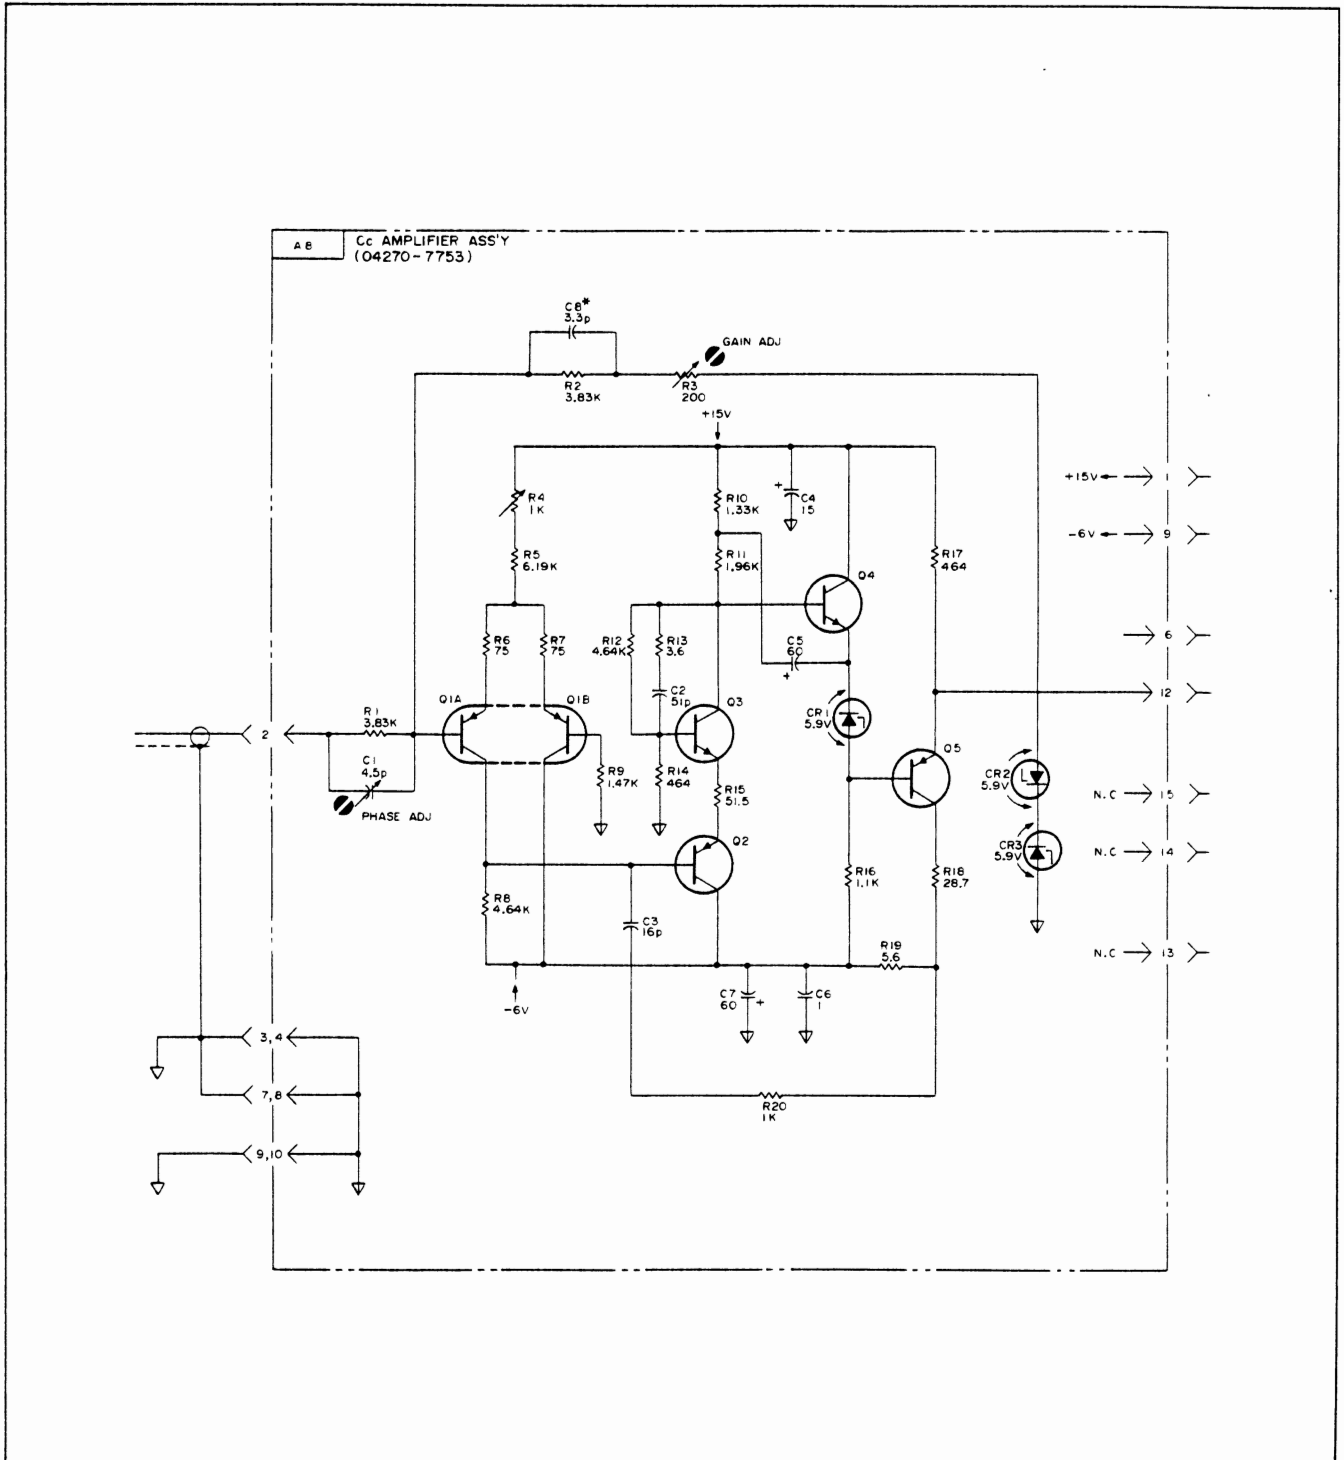 A8
Cc AMPLIFIER ASS'Y
(04270-7753)
C8*
3.3p
GAIN ADJ
R2
3.83K
R3
200
+15V
R4
1K
R10
1.33K
+
C4
15
+15V
1
-6V
9
R5
6.19K
R11
1.96K
R17
464
Q4
R6
75
R7
75
R12
4.64K
R13
3.6
C5
60
+
6
C2
51p
12
Q1A
Q1B
Q3
CR1
5.9V
R1
3.83K
2
C1
4.5p
PHASE ADJ
R9
1.47K
R14
464
R15
51.5
Q5
CR2
5.9V
N.C
15
Q2
CR3
5.9V
N.C
14
R8
4.64K
C3
16p
R16
1.1K
R18
28.7
R19
5.6
N.C
13
-6V
C7
60
+
C6
1
3,4
7,8
R20
1K
9,10